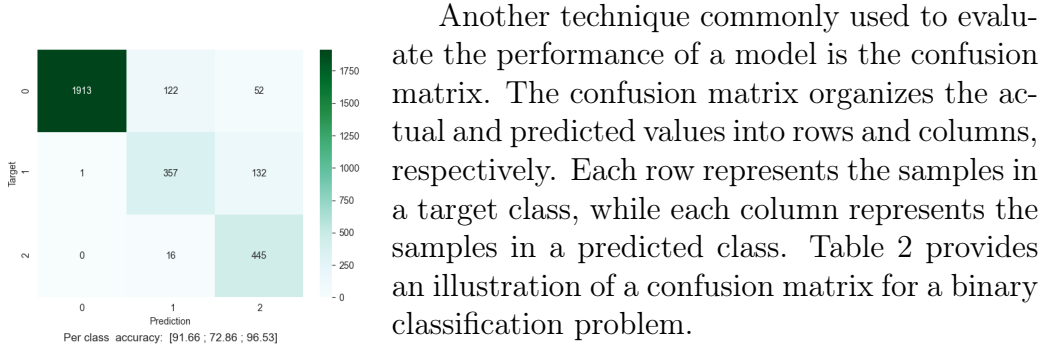 0
1913
122
52
1
1
357
132
2
0
16
445
Target
0
1
2
Prediction
Per class accuracy: [91.66 ; 72.86 ; 96.53]
1750
1500
1250
1000
750
500
250
0
Another technique commonly used to evalu-
ate the performance of a model is the confusion
matrix. The confusion matrix organizes the ac-
tual and predicted values into rows and columns,
respectively. Each row represents the samples in
a target class, while each column represents the
samples in a predicted class. Table 2 provides
an illustration of a confusion matrix for a binary
classification problem.